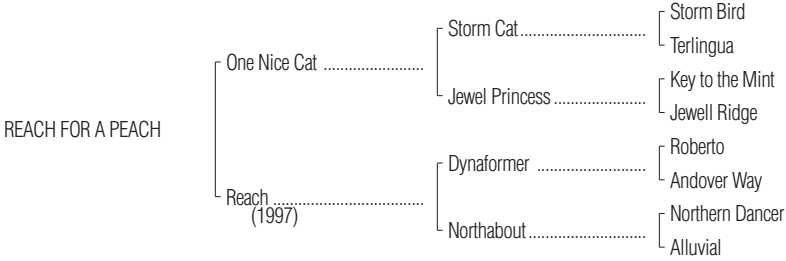 Storm Bird
Storm Cat..............................
Terlingua
One Nice Cat ........................
Key to the Mint
Jewel Princess......................
Jewell Ridge
REACH FOR A PEACH
Roberto
Dynaformer ..........................
Andover Way
Reach ....................................
(1997)
Northern Dancer
Northabout............................
Alluvial